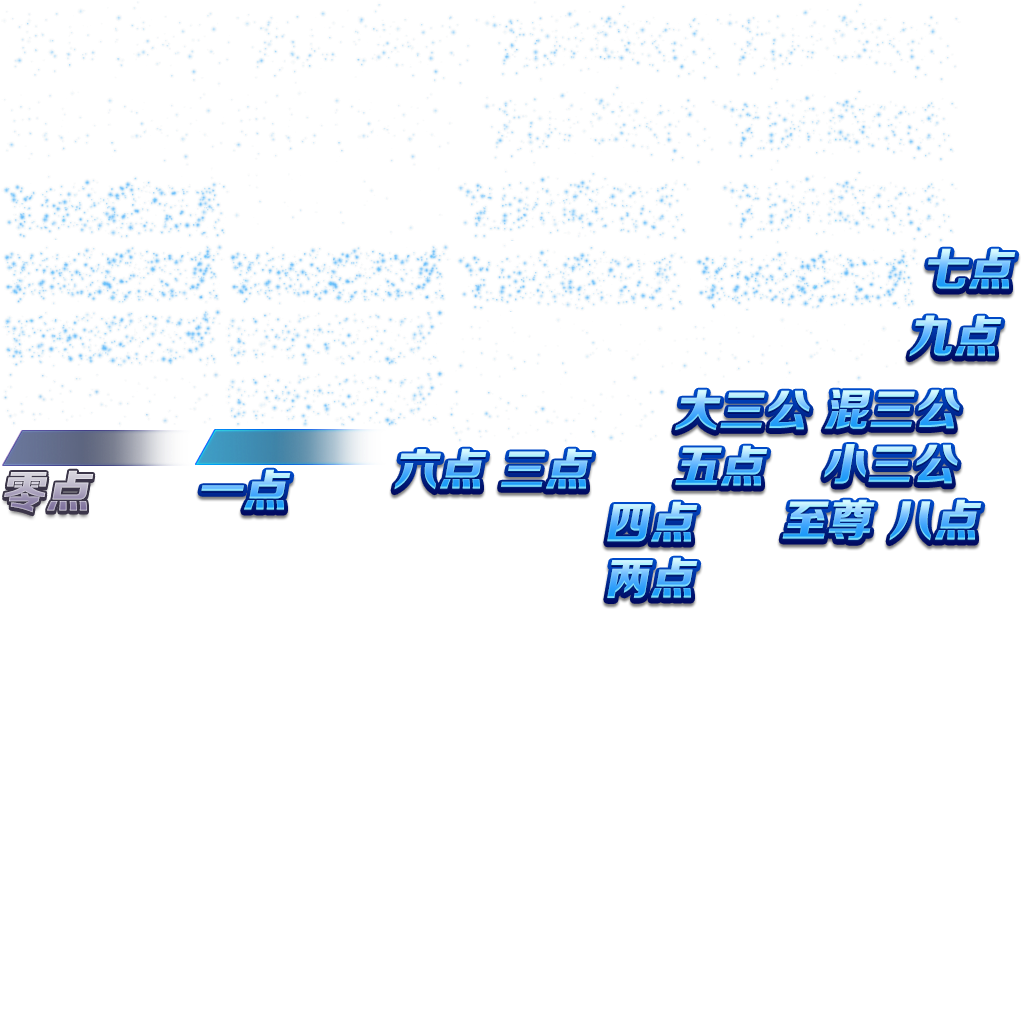 七点
九点
大三公 混三公
六点 三点 五点 小三公
零点 一点
四点 至尊 八点
两点